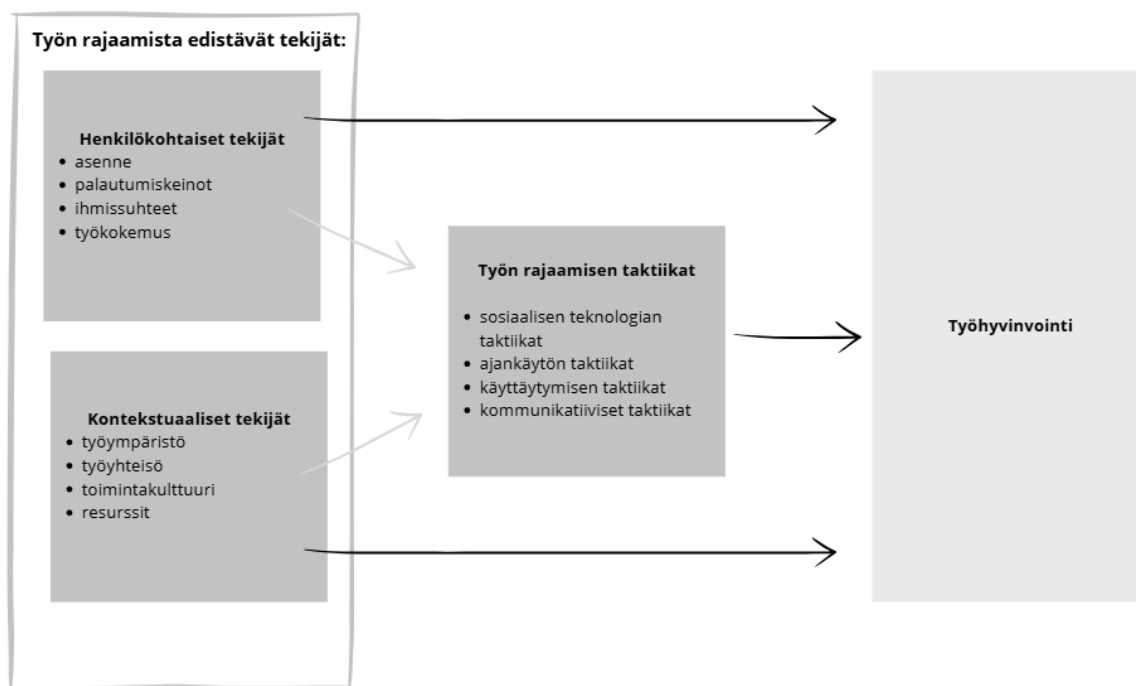 Työn rajaamista edistävät tekijät:
Henkilökohtaiset tekijät
• asenne
• palautumiskeinot
• ihmissuhteet
• työkokemus
Kontekstuaaliset tekijät
• työympäristö
• työyhteisö
• toimintakulttuuri
• resurssit
Työn rajaamisen taktiikat
• sosiaalisen teknologian
taktiikat
• ajankäytön taktiikat
• käyttäytymisen taktiikat
• kommunikatiiviset taktiikat
Työhyvinvointi